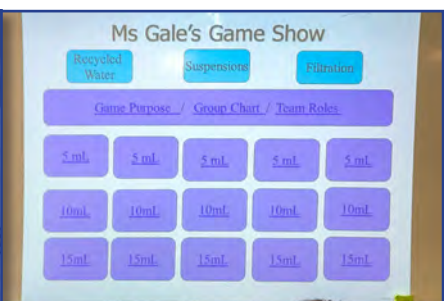 Ms Gale's Game Show
Recycled Water Suspensions Filtration
Game Purpose / Group Chart / Team Roles
5 mL 5 mL 5 mL 5 mL 5 mL
10mL 10mL 10mL 10mL 10mL
15mL 15mL 15mL 15mL 15mL